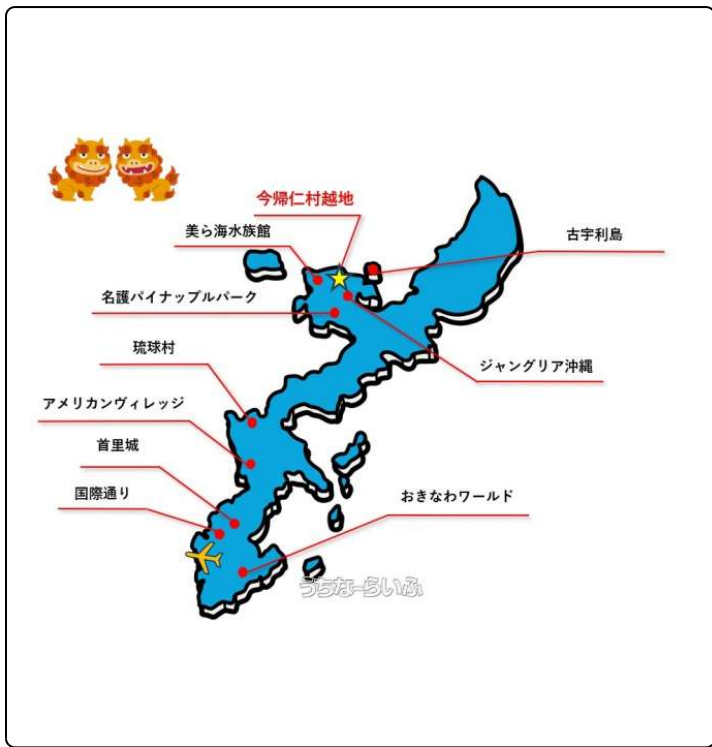 今帰仁村越地
美ら海水族館
古宇利島
名護パイナップルパーク
琉球村
ジャングリア沖縄
アメリカンヴィレッジ
首里城
国際通り
おきなわワールド
うちなーらいふ